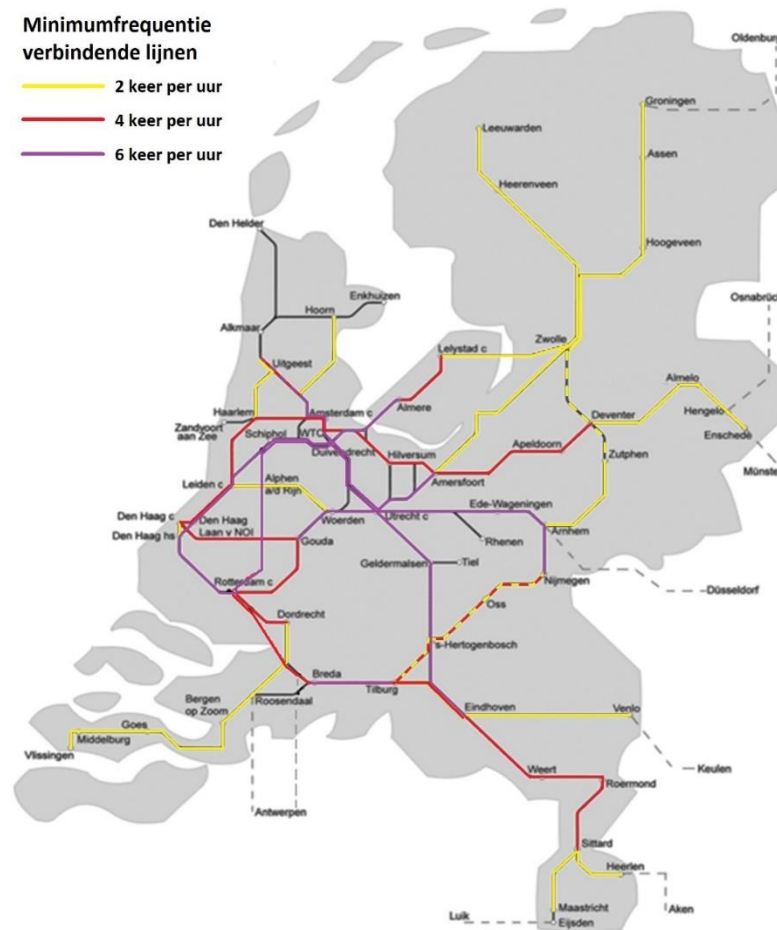 Minimumfrequentie
verbindende lijnen
2 keer per uur
4 keer per uur
6 keer per uur
Oldenburg
Groningen
Leeuwarden
Assen
Heerenveen
Den Helder
Hoogeveen
Enkhuizen
Hoorn
Osnabrück
Alkmaar
Zwolle
Lelystad c
Uitgeest
Almelo
Almere
Haarlem
Amsterdam c
Deventer
Hengelo
Zandvoort
aan Zee
Schiphol
WTC
Enschede
Duivendrecht
Hilversum
Apeldoorn
Zutphen
Münster
Leiden c
Alphen
a/d Rijn
Amersfoort
Ede-Wageningen
Den Haag c
Den Haag
Laan v NOI
Woerden
Utrecht c
Arnhem
Den Haag hs
Gouda
Rhenen
Geldermalsen
Tiel
Nijmegen
Rotterdam c
Düsseldorf
Oss
Dordrecht
's-Hertogenbosch
Breda
Tilburg
Bergen
op Zoom
Roosendaal
Eindhoven
Venlo
Goes
Middelburg
Vlissingen
Keulen
Weert
Roermond
Antwerpen
Sittard
Heerlen
Maastricht
Aken
Luik
Eijsden